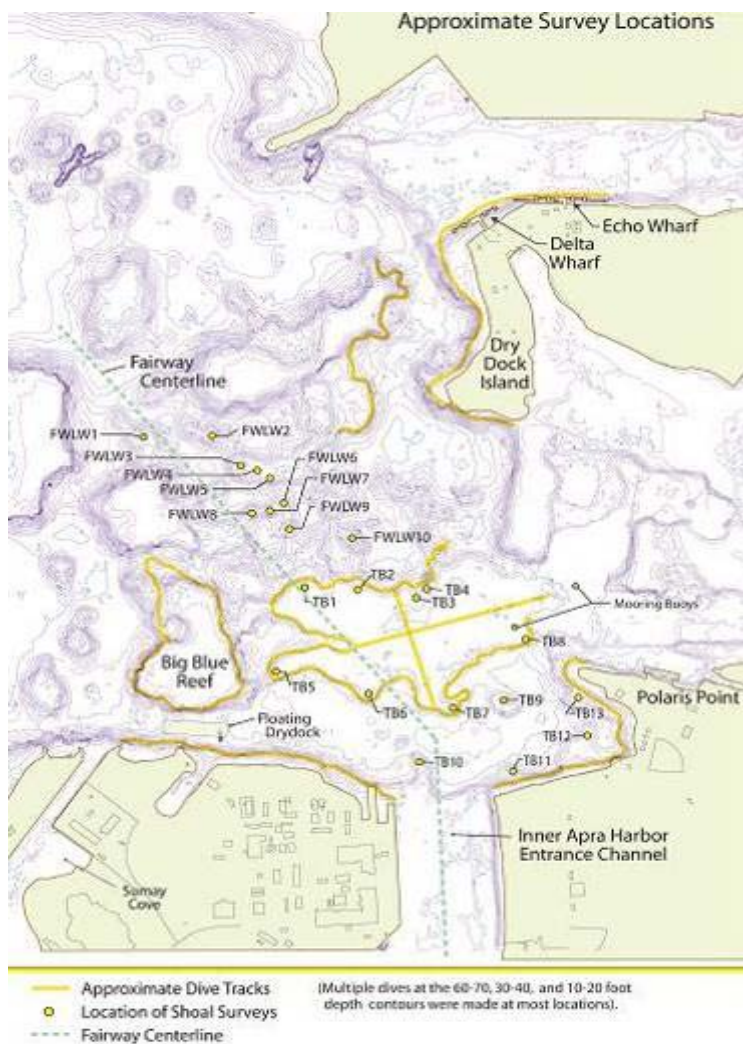 Approximate Survey Locations
Echo Wharf
Delta
Wharf
Dry
Dock
Island
Fairway
Centerline
FWLW1
FWLW2
FWLW3
FWLW4
FWLW5
FWLW6
FWLW7
FWLW8
FWLW9
FWLW10
TB2
TB1
TB4
TB3
Mooring Buoys
TB8
Big Blue
Reef
TB5
TB6
TB7
TB9
TB13
Polaris Point
Floating
Drydock
TB12
TB10
TB11
Inner Apra Harbor
Entrance Channel
Sumay
Cove
Approximate Dive Tracks
Location of Shoal Surveys
Fairway Centerline
(Multiple dives at the 60-70, 30-40, and 10-20 foot
depth contours were made at most locations).